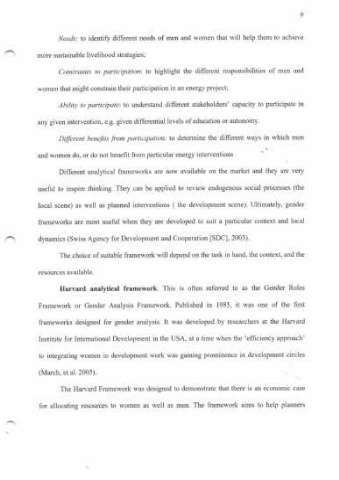 9
Needs: to identify different needs of men and women that will help them to achieve
more sustainable livelihood strategies;
Constraints to participation: to highlight the different responsibilities of men and
women that might constrain their participation in an energy project;
Ability to participate: to understand different stakeholders' capacity to participate in
any given intervention, e.g. given differential levels of education or autonomy.
Different benefits from participation: to determine the different ways in which men
and women do, or do not benefit from particular energy interventions
Different analytical frameworks are now available on the market and they are very
useful to inspire thinking. They can be applied to review endogenous social processes (the
local scene) as well as planned interventions ( the development scene). Ultimately, gender
frameworks are most useful when they are developed to suit a particular context and local
dynamics (Swiss Agency for Development and Cooperation [SDC], 2003).
The choice of suitable framework will depend on the task in hand, the context, and the
resources available.
Harvard analytical framework. This is often referred to as the Gender Roles
Framework or Gender Analysis Framework. Published in 1985, it was one of the first
frameworks designed for gender analysis. It was developed by researchers at the Harvard
Institute for International Development in the USA, at a time when the 'efficiency approach'
to integrating women in development work was gaining prominence in development circles
(March, et al. 2005).
The Harvard Framework was designed to demonstrate that there is an economic case
for allocating resources to women as well as men. The framework aims to help planners